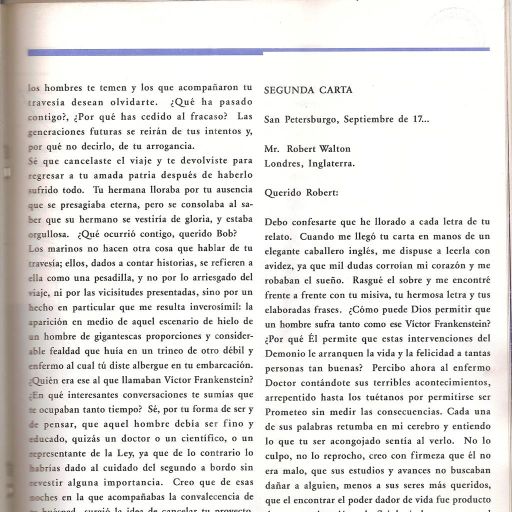 los hombres te temen y los que acompañaron tu
travesía desean olvidarte. ¿Qué ha pasado
contigo?, ¿Por qué has cedido al fracaso? Las
generaciones futuras se reirán de tus intentos y,
por qué no decirlo, de tu arrogancia.
Sé que cancelaste el viaje y te devolviste para
regresar a tu amada patria después de haberlo
sufrido todo. Tu hermana lloraba por tu ausencia
que se presagiaba eterna, pero se consolaba al sa-
ber que su hermano se vestiría de gloria, y estaba
orgullosa. ¿Qué ocurrió contigo, querido Bob?
Los marinos no hacen otra cosa que hablar de tu
travesía; ellos, dados a contar historias, se refieren a
ella como una pesadilla, y no por lo arriesgado del
viaje, ni por las vicisitudes presentadas, sino por un
hecho en particular que me resulta inverosímil: la
aparición en medio de aquel escenario de hielo de
un hombre de gigantescas proporciones y consider-
able fealdad que huía en un trineo de otro débil y
enfermo al cual tú diste albergue en tu embarcación.
¿Quién era ese al que llamaban Victor Frankenstein?
¿En qué interesantes conversaciones te sumías que
te ocupaban tanto tiempo? Sé, por tu forma de ser y
de pensar, que aquel hombre debía ser fino y
educado, quizás un doctor o un científico, o un
representante de la Ley, ya que de lo contrario lo
habrías dado al cuidado del segundo a bordo sin
revestir alguna importancia. Creo que de esas
noches en la que acompañabas la convalecencia de
huésped, surgió la idea de cancelar tu proyecto,
SEGUNDA CARTA
San Petersburgo, Septiembre de 17...
Mr. Robert Walton
Londres, Inglaterra.
Querido Robert:
Debo confesarte que he llorado a cada letra de tu
relato. Cuando me llegó tu carta en manos de un
elegante caballero inglés, me dispuse a leerla con
avidez, ya que mil dudas corroían mi corazón y me
robaban el sueño. Rasgué el sobre y me encontré
frente a frente con tu misiva, tu hermosa letra y tus
elaboradas frases. ¿Cómo puede Dios permitir que
un hombre sufra tanto como ese Victor Frankenstein?
¿Por qué Él permite que estas intervenciones del
Demonio le arranquen la vida y la felicidad a tantas
personas tan buenas? Percibo ahora al enfermo
Doctor contándote sus terribles acontecimientos,
arrepentido hasta los tuétanos por permitirse ser
Prometeo sin medir las consecuencias. Cada una
de sus palabras retumba en mi cerebro y entiendo
lo que tu ser acongojado sentía al verlo. No lo
culpo, no lo reprocho, creo con firmeza que él no
era malo, que sus estudios y avances no buscaban
dañar a alguien, menos a sus seres más queridos,
que el encontrar el poder dador de vida fue producto